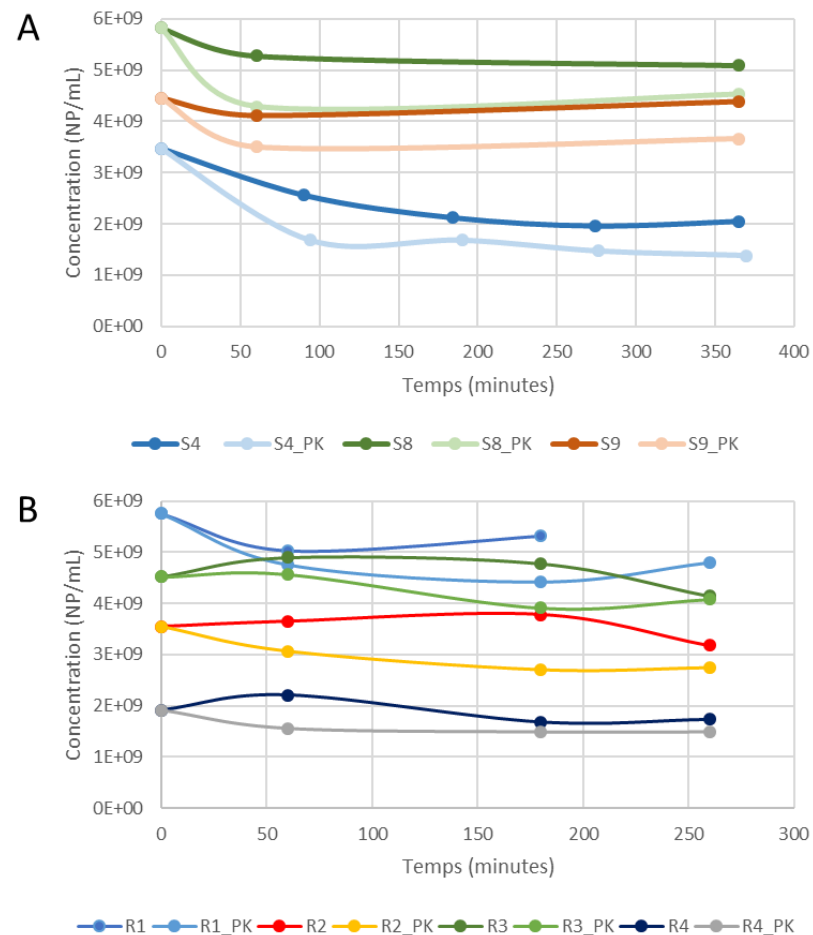 A
Concentration (NP/mL)
6E+09
5E+09
4E+09
3E+09
2E+09
1E+09
0E+00
0 50 100 150 200 250 300 350 400
Temps (minutes)
S4 S4_PK S8 S8_PK S9 S9_PK
B
Concentration (NP/mL)
6E+09
5E+09
4E+09
3E+09
2E+09
1E+09
0E+00
0 50 100 150 200 250 300
Temps (minutes)
R1 R1_PK R2 R2_PK R3 R3_PK R4 R4_PK